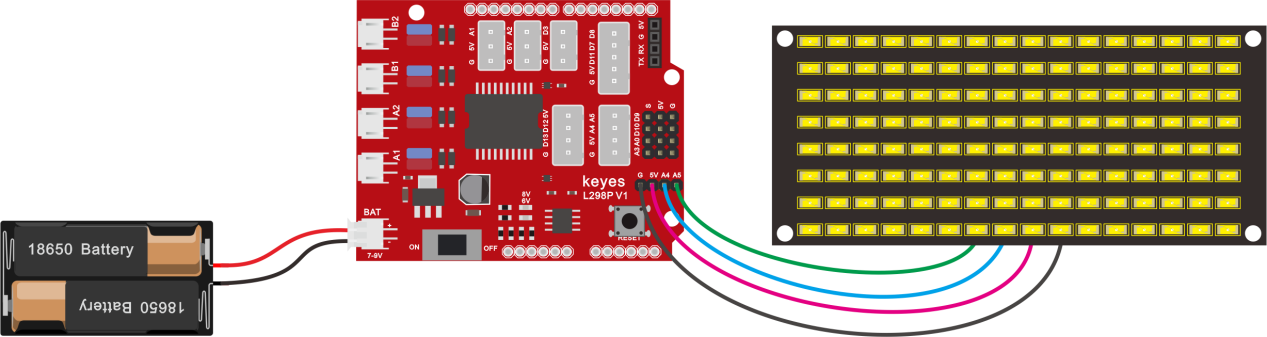 B2
B1
A2
A1
A1
5V
G
A2
5V
G
D3
5V
G
D8
D7
D11
5V
G
5V
G
RX
TX
5V
D12
D13
G
A5
A4
5V
G
S
5V
G
D9
D10
A0
A3
G 5V A4 A5
keyes
L298P V1
8V
6V
RESET
BAT
+
-
7-9V
ON
OFF
18650 Battery
18650 Battery